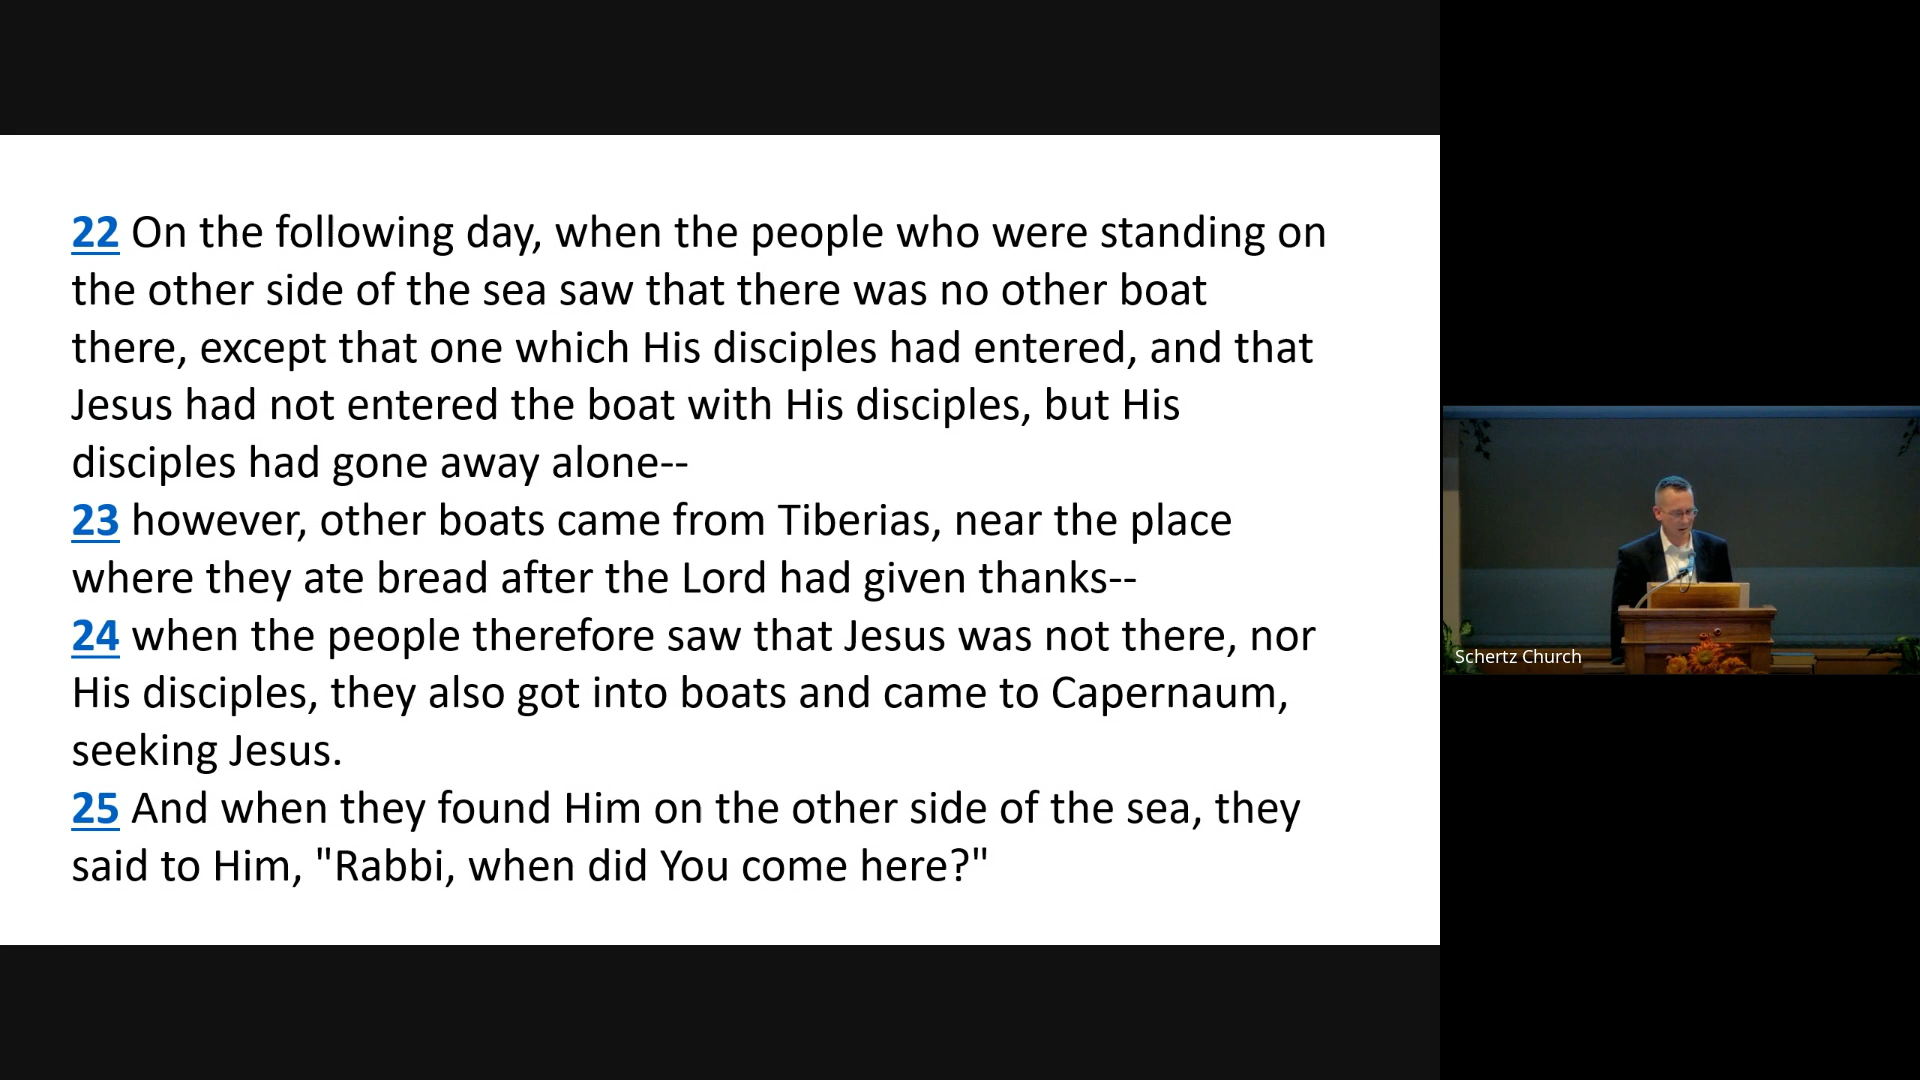 22 On the following day, when the people who were standing on
the other side of the sea saw that there was no other boat
there, except that one which His disciples had entered, and that
Jesus had not entered the boat with His disciples, but His
disciples had gone away alone--
23 however, other boats came from Tiberias, near the place
where they ate bread after the Lord had given thanks--
24 when the people therefore saw that Jesus was not there, nor
His disciples, they also got into boats and came to Capernaum,
seeking Jesus.
25 And when they found Him on the other side of the sea, they
said to Him, "Rabbi, when did You come here?"
Schertz Church